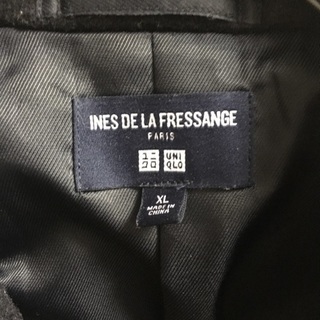 INES DE LA FRESSANGE
PARIS
ユニ UNI
クロ QLO
XL
MADE IN
CHINA